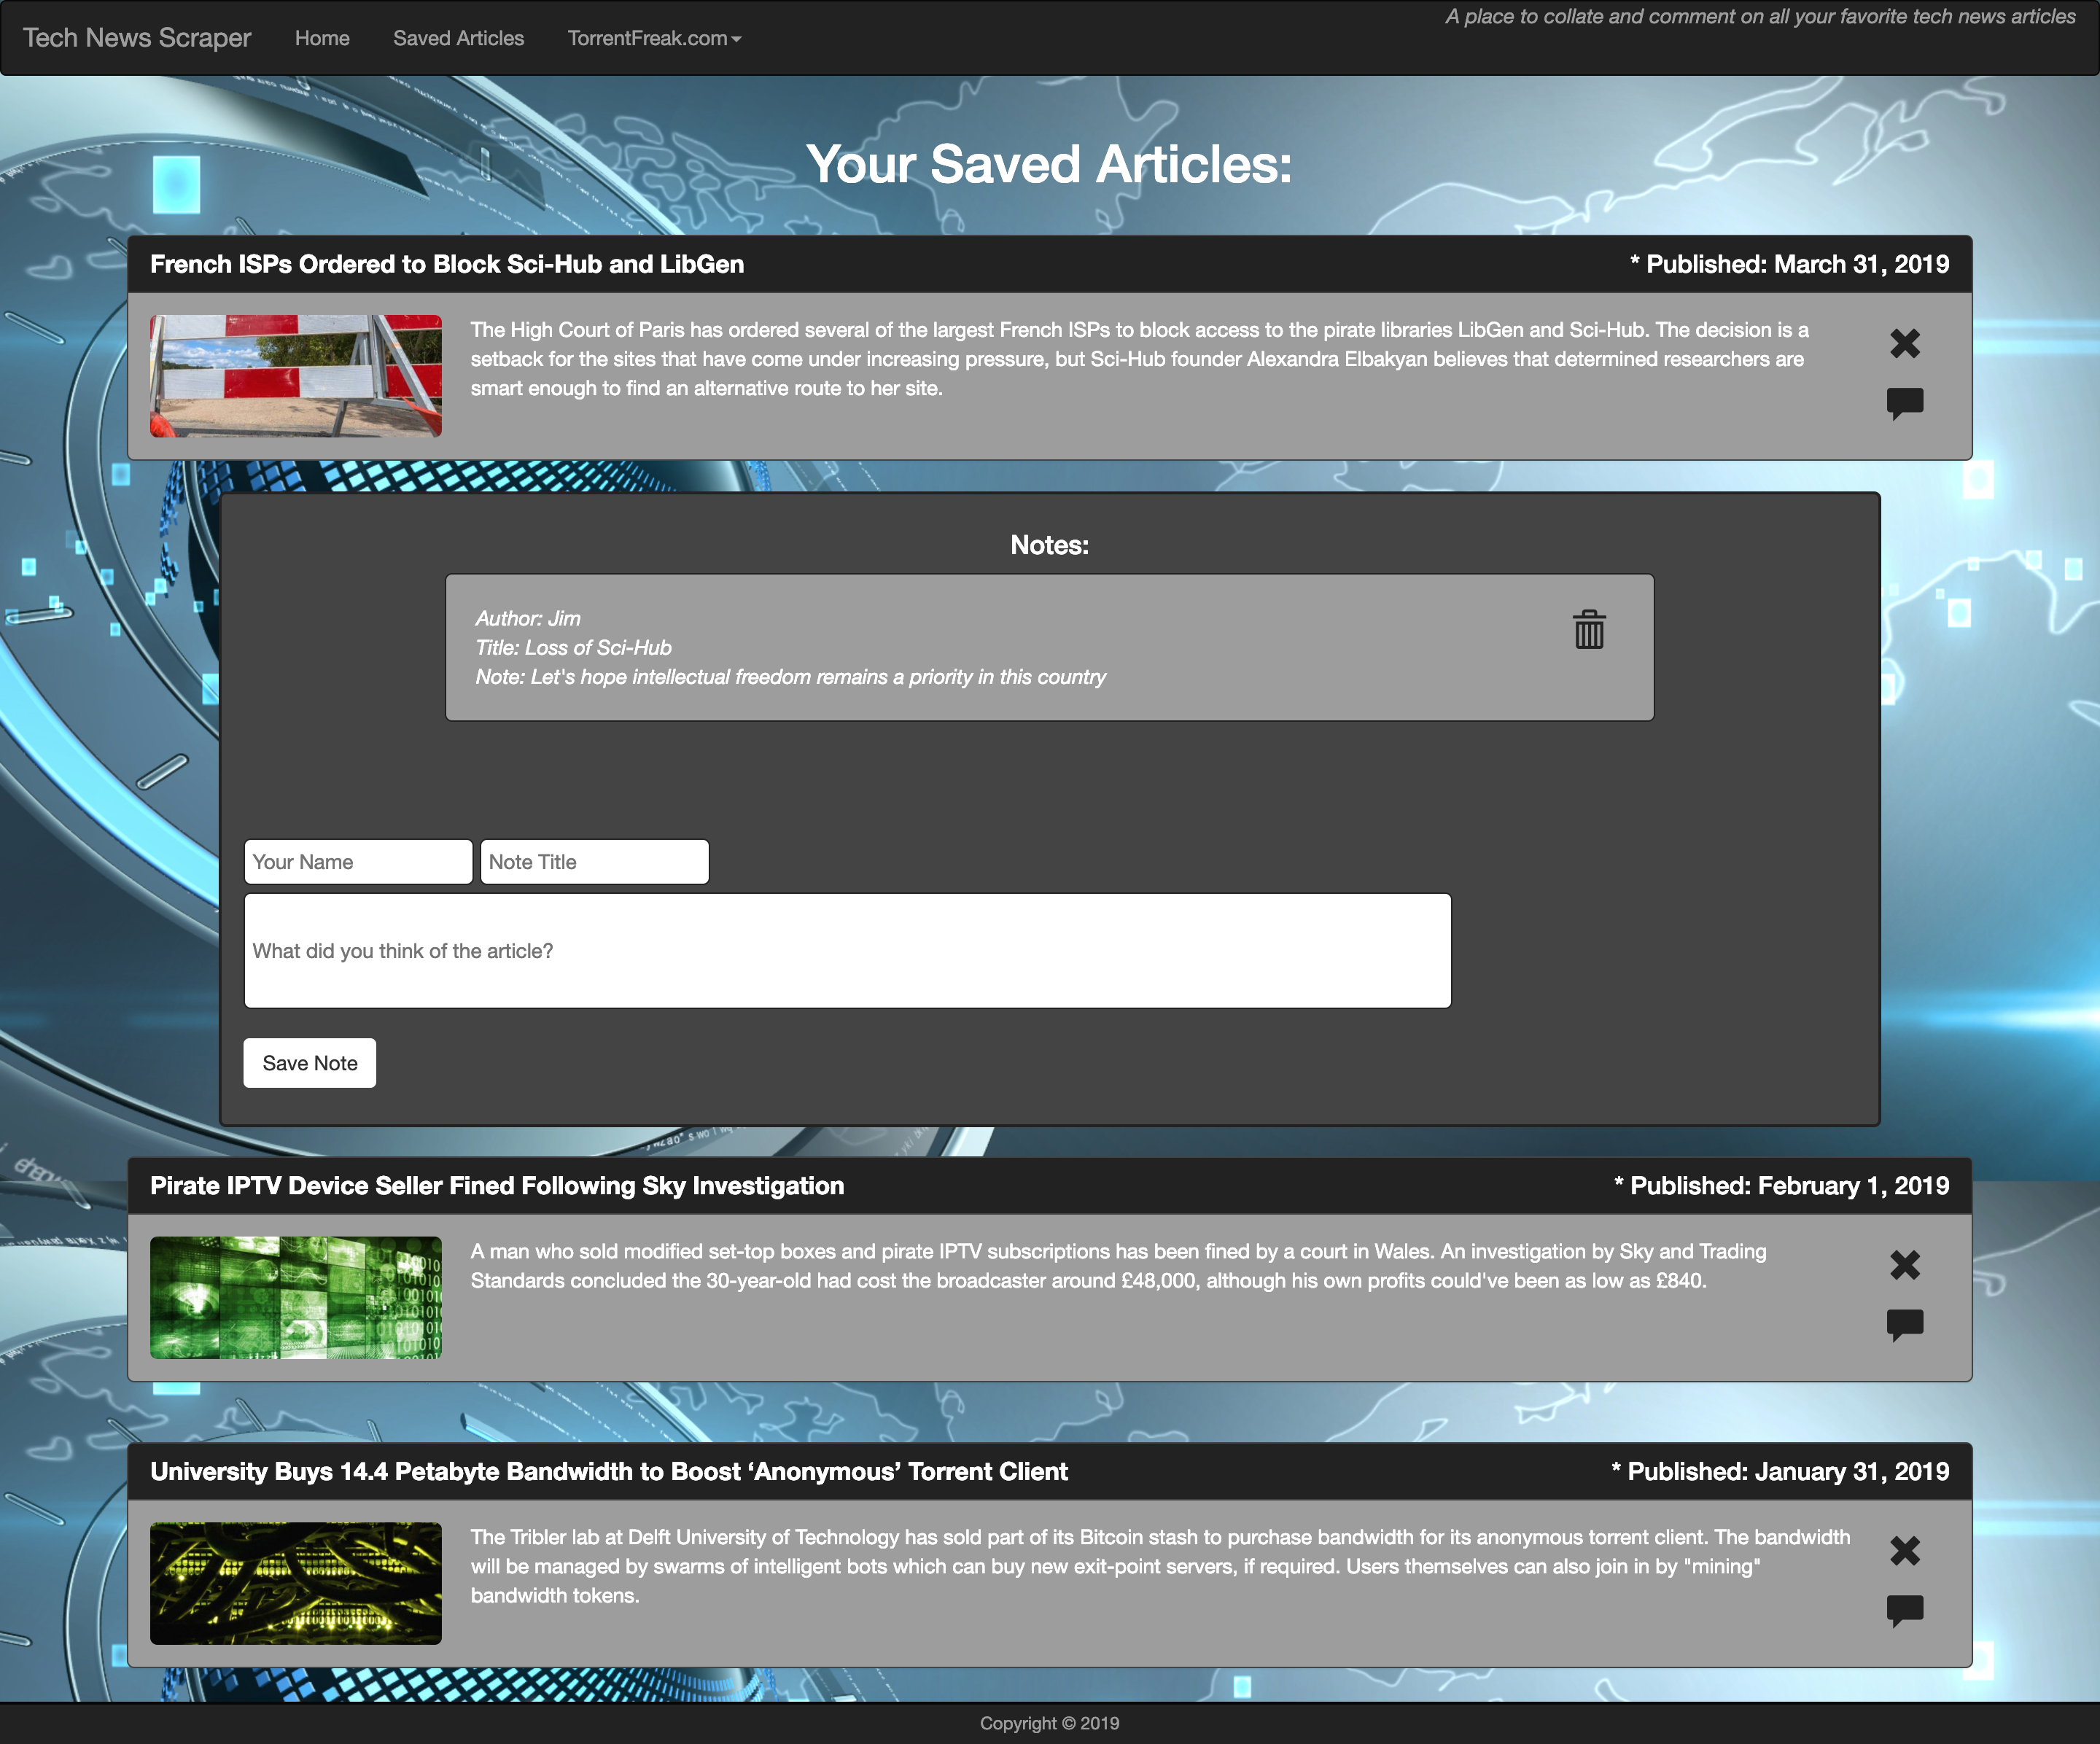 Tech News Scraper Home Saved Articles TorrentFreak.com A place to collate and comment on all your favorite tech news articles
Your Saved Articles:
French ISPs Ordered to Block Sci-Hub and LibGen * Published: March 31, 2019
The High Court of Paris has ordered several of the largest French ISPs to block access to the pirate libraries LibGen and Sci-Hub. The decision is a
setback for the sites that have come under increasing pressure, but Sci-Hub founder Alexandra Elbakyan believes that determined researchers are
smart enough to find an alternative route to her site.
Notes:
Author: Jim
Title: Loss of Sci-Hub
Note: Let's hope intellectual freedom remains a priority in this country
Your Name Note Title
What did you think of the article?
Save Note
Pirate IPTV Device Seller Fined Following Sky Investigation * Published: February 1, 2019
A man who sold modified set-top boxes and pirate IPTV subscriptions has been fined by a court in Wales. An investigation by Sky and Trading
Standards concluded the 30-year-old had cost the broadcaster around £48,000, although his own profits could've been as low as £840.
University Buys 14.4 Petabyte Bandwidth to Boost ‘Anonymous’ Torrent Client * Published: January 31, 2019
The Tribler lab at Delft University of Technology has sold part of its Bitcoin stash to purchase bandwidth for its anonymous torrent client. The bandwidth
will be managed by swarms of intelligent bots which can buy new exit-point servers, if required. Users themselves can also join in by "mining"
bandwidth tokens.
Copyright © 2019